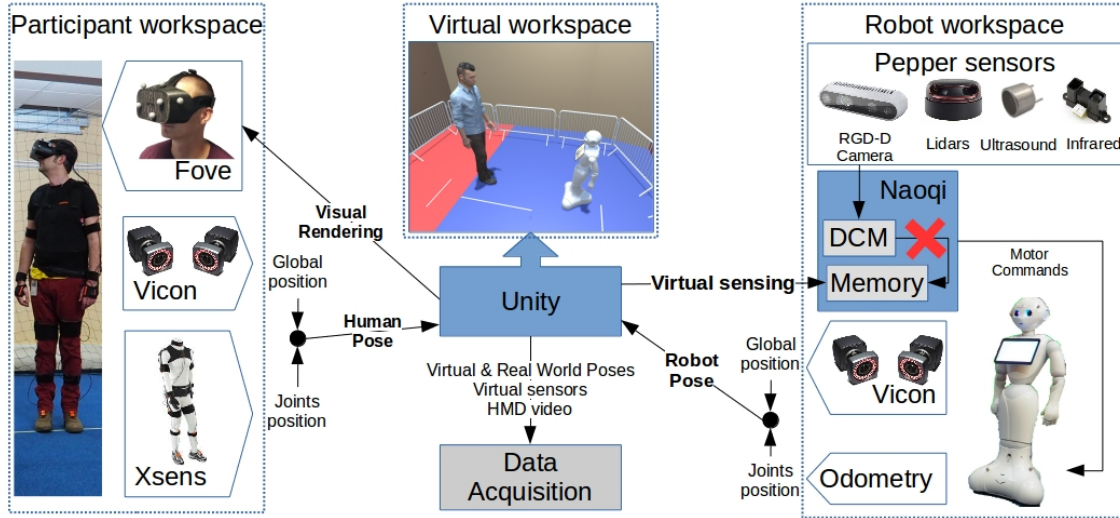 Participant workspace
Fove
Vicon
Xsens
Visual
Rendering
Global
position
Human
Pose
Joints
position
Virtual workspace
Unity
Virtual & Real World Poses
Virtual sensors
HMD video
Data
Acquisition
Virtual sensing
Robot
Pose
Global
position
Joints
position
Robot workspace
Pepper sensors
RGD-D
Camera
Lidars
Ultrasound
Infrared
Naoqi
DCM
Memory
Motor
Commands
Vicon
Odometry